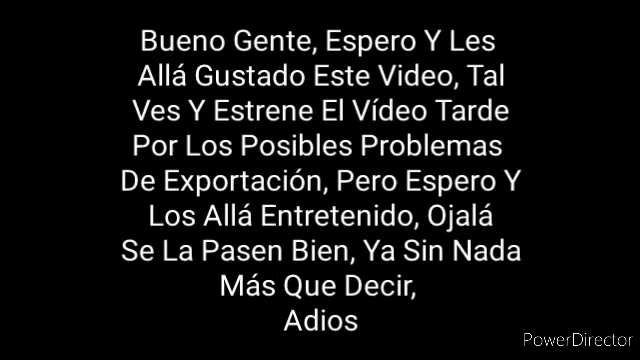 Bueno Gente, Espero Y Les
Allá Gustado Este Video, Tal
Ves Y Estrene El Vídeo Tarde
Por Los Posibles Problemas
De Exportación, Pero Espero Y
Los Allá Entretenido, Ojalá
Se La Pasen Bien, Ya Sin Nada
Más Que Decir,
Adios
PowerDirector